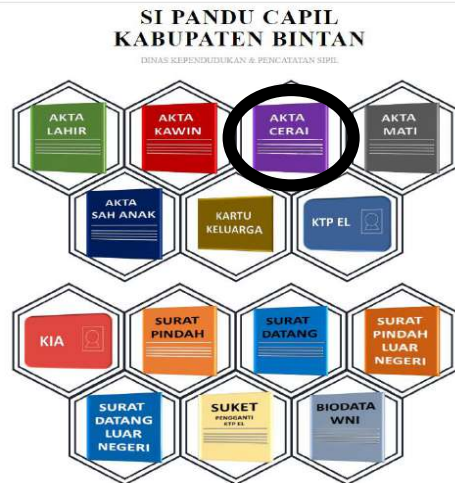 SI PANDU CAPIL
KABUPATEN BINTAN
DINAS KEPENDUDUKAN & PENCATATAN SIPIL
AKTA
LAHIR
AKTA
KAWIN
AKTA
CERAI
AKTA
MATI
AKTA
SAH ANAK
KARTU
KELUARGA
KTP EL
KIA
SURAT
PINDAH
SURAT
DATANG
SURAT
PINDAH
LUAR
NEGERI
SURAT
DATANG
LUAR
NEGERI
SUKET
PENGGANTI
KTP EL
BIODATA
WNI